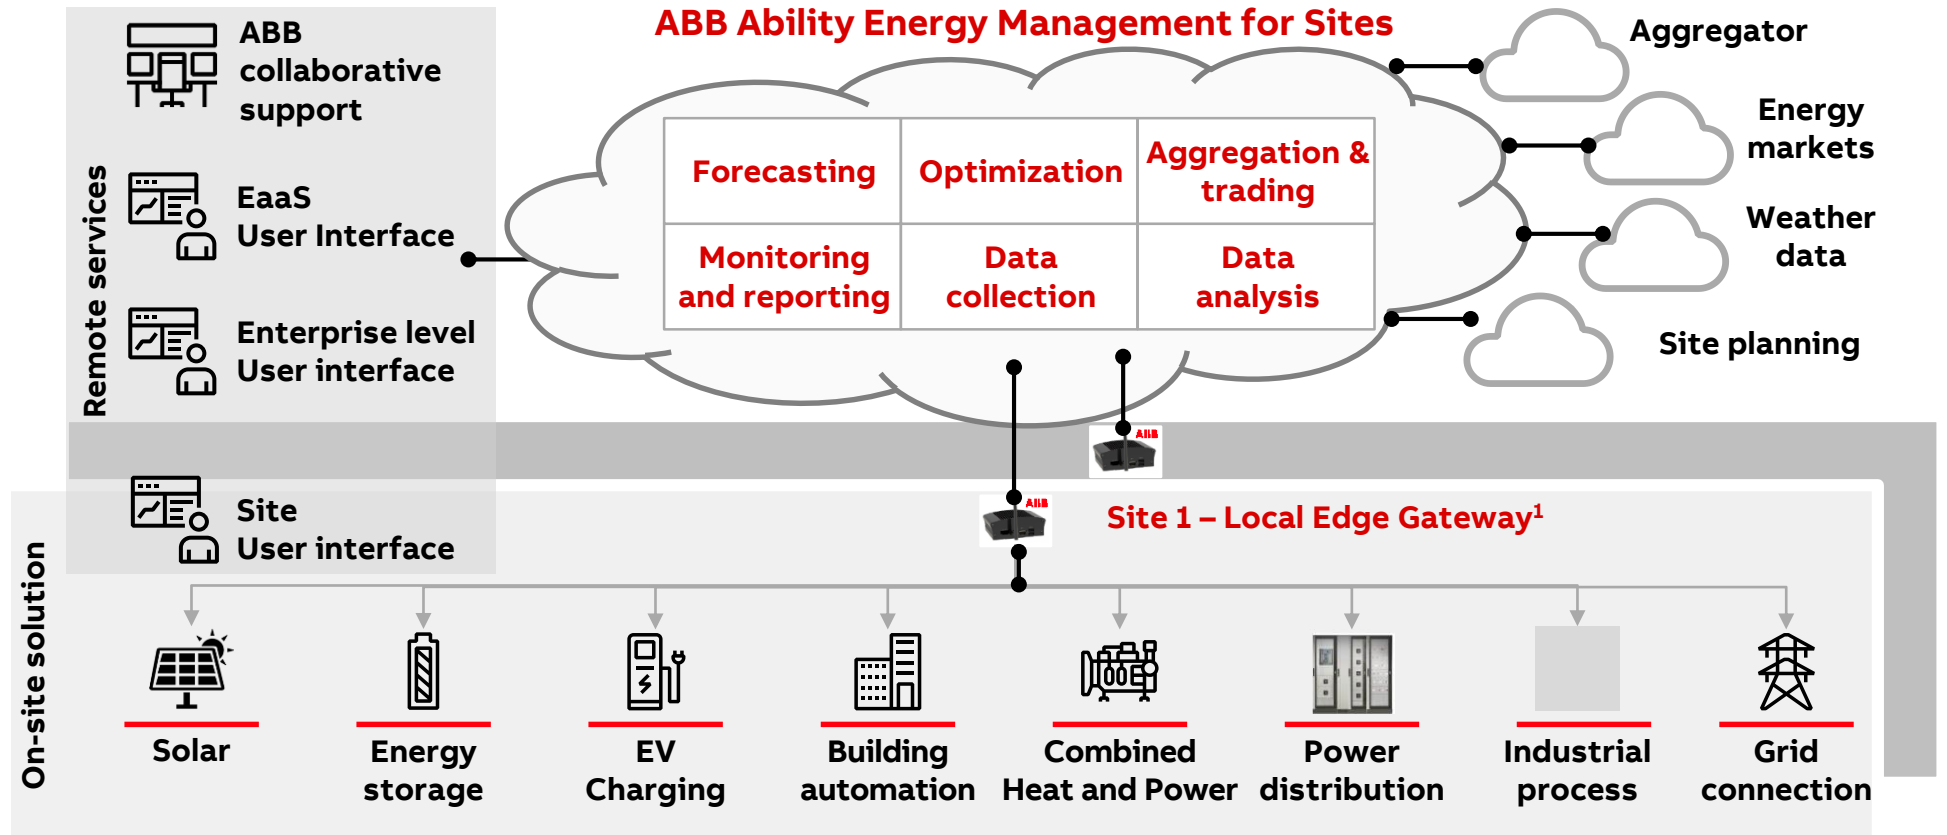 ABB Ability Energy Management for Sites
ABB
collaborative
support
EaaS
User Interface
Enterprise level
User interface
Remote services
Forecasting
Optimization
Aggregation &
trading
Monitoring
and reporting
Data
collection
Data
analysis
Aggregator
Energy
markets
Weather
data
Site planning
ABB
Site
User interface
ABB
Site 1 – Local Edge Gateway¹
On-site solution
Solar
Energy
storage
EV
Charging
Building
automation
Combined
Heat and Power
Power
distribution
Industrial
process
Grid
connection